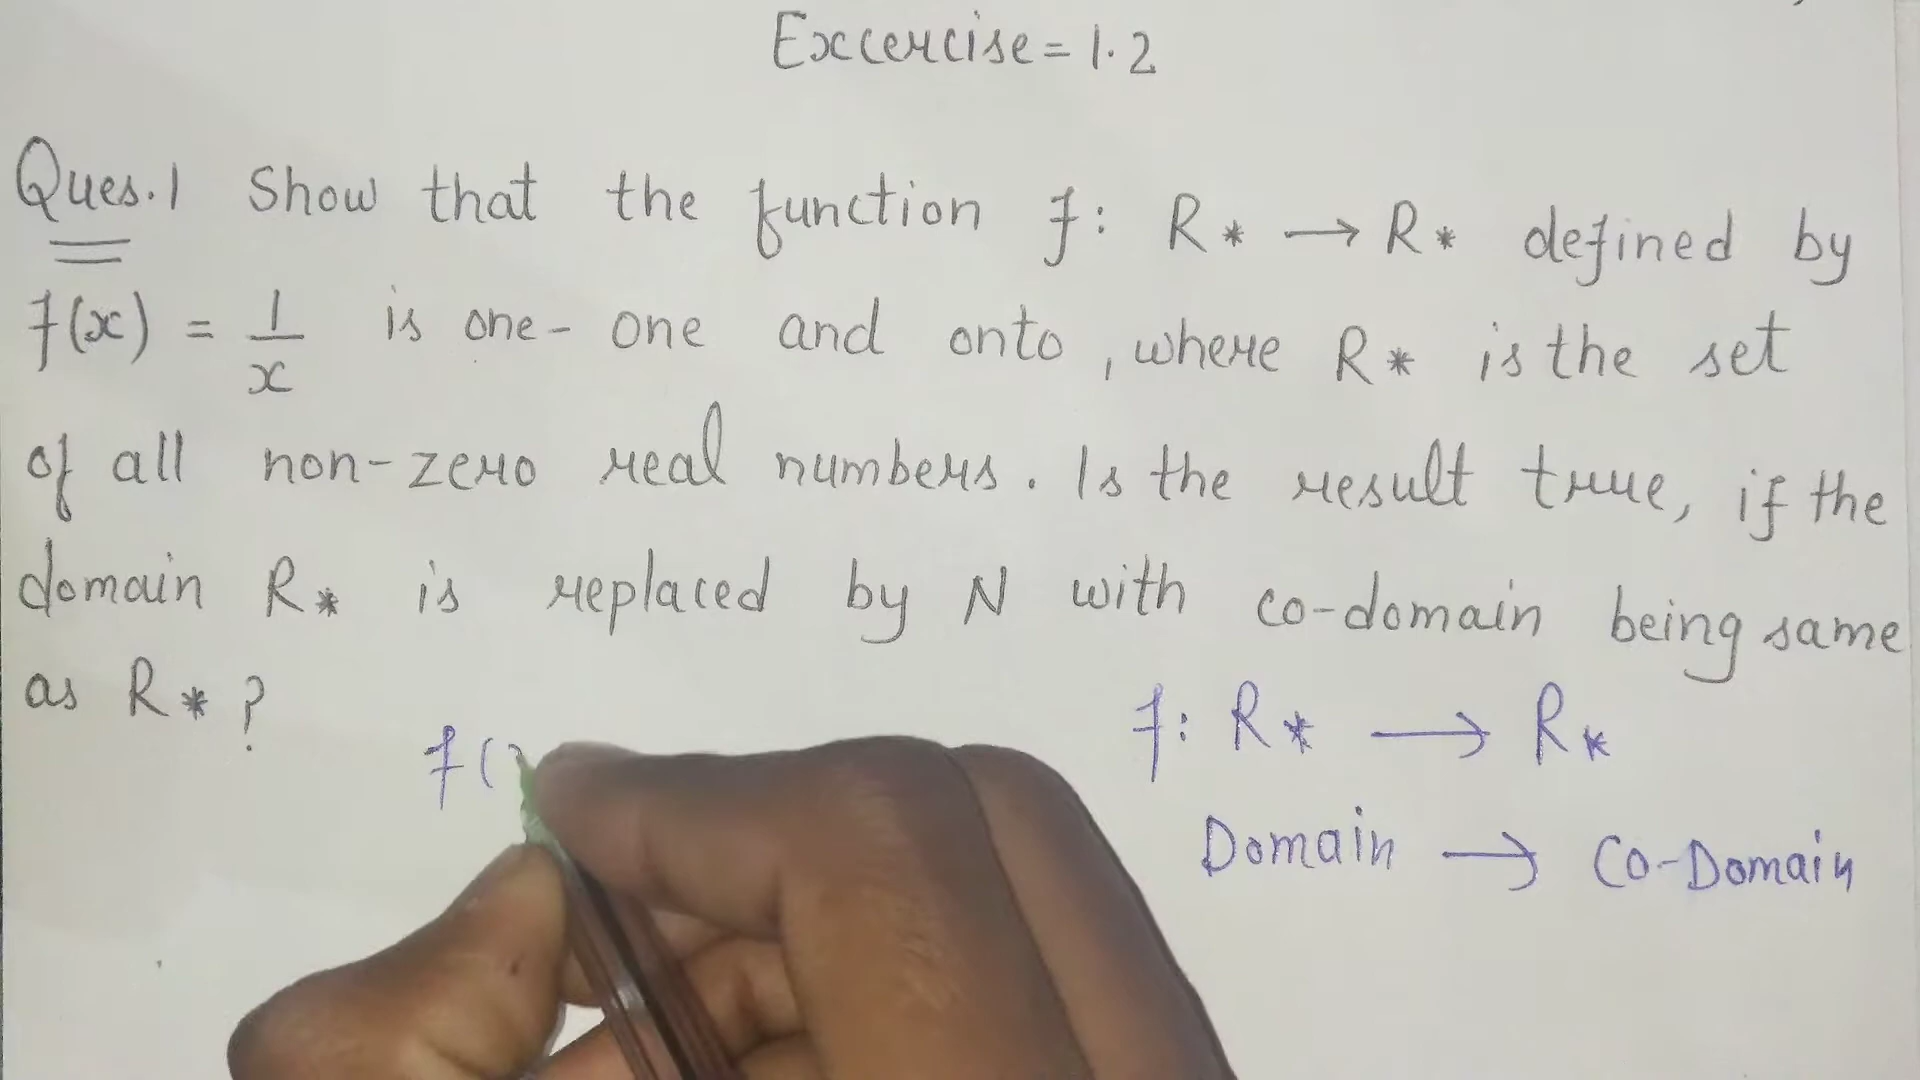 Excercise = 1.2
Ques.1 Show that the function f: R* → R* defined by
f(x) = 1/x is one-one and onto, where R* is the set
of all non-zero real numbers. Is the result true, if the
domain R* is replaced by N with co-domain being same
as R*?
f: R* → R*
f(
Domain → Co-Domain